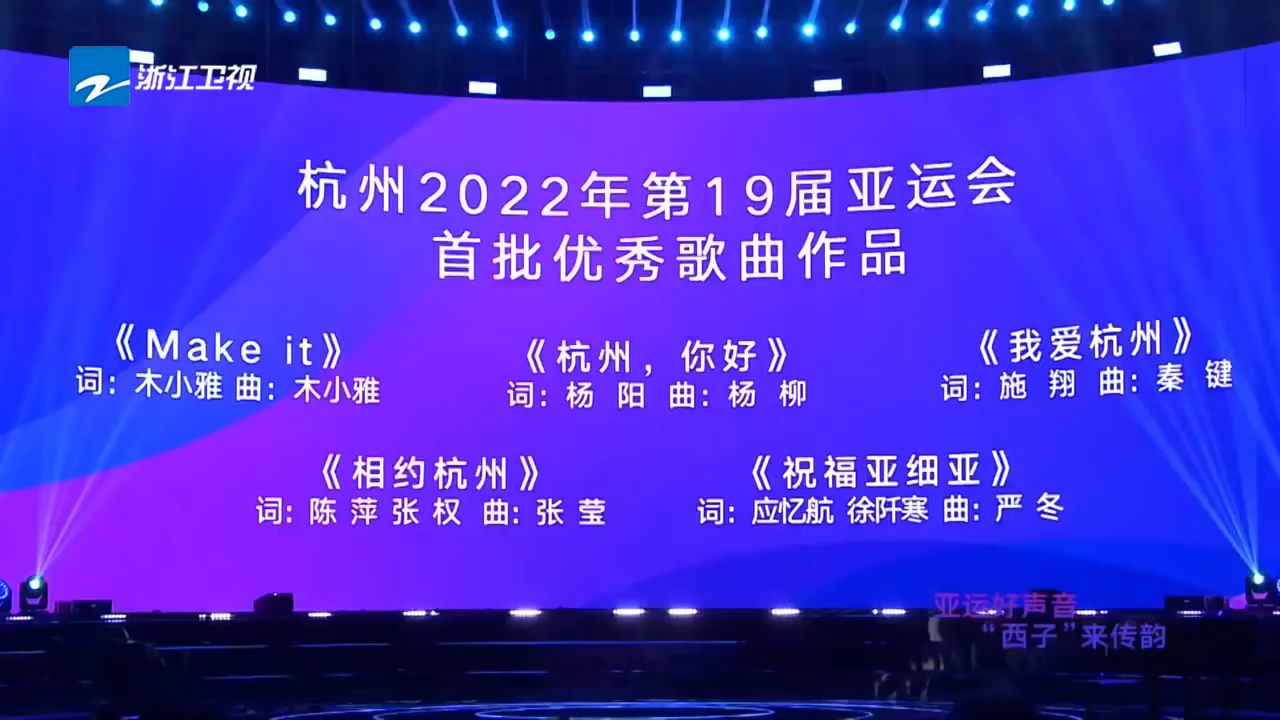 浙江卫视
杭州2022年第19届亚运会
首批优秀歌曲作品
《Make it》
词：木小雅 曲：木小雅
《杭州，你好》
词：杨 阳 曲：杨 柳
《我爱杭州》
词：施 翔 曲：秦 键
《相约杭州》
词：陈 萍 张 权 曲：张 莹
《祝福亚细亚》
词：应忆航 徐阡寒 曲：严 冬
亚运好声音
“西子”来传韵